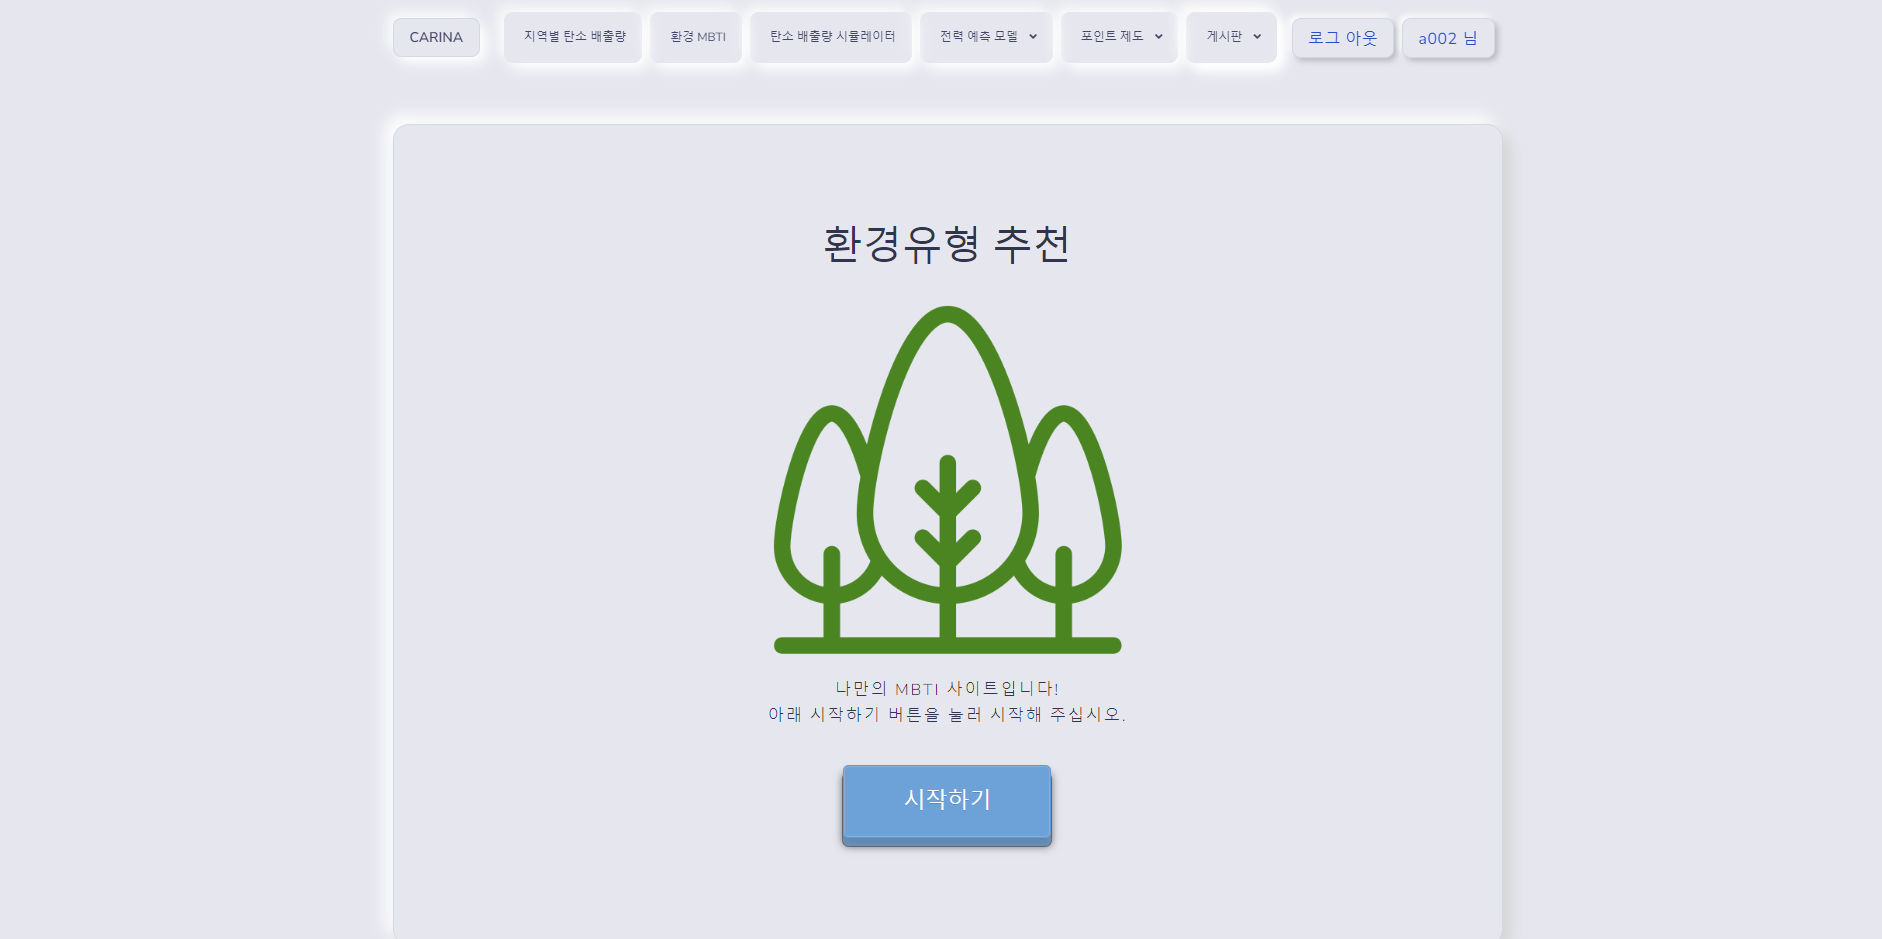 CARINA
지역별 탄소 배출량
환경 MBTI
탄소 배출량 시뮬레이터
전력 예측 모델
포인트 제도
게시판
로그 아웃
a002 님
환경유형 추천
나만의 MBTI 사이트입니다!
아래 시작하기 버튼을 눌러 시작해 주십시오.
시작하기